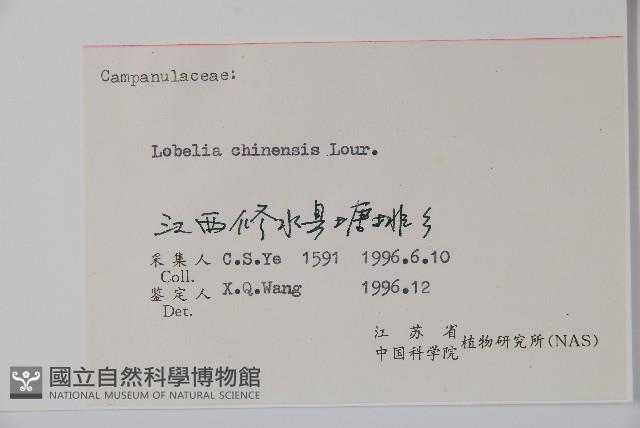 Campanulaceae:
Lobelia chinensis Lour.
江西修水县塘排乡
采集人 C.S.Ye 1591 1996.6.10
Coll.
鉴定人 X.Q.Wang 1996.12
Det.
江苏省
中国科学院 植物研究所(NAS)
國立自然科學博物館
NATIONAL MUSEUM OF NATURAL SCIENCE